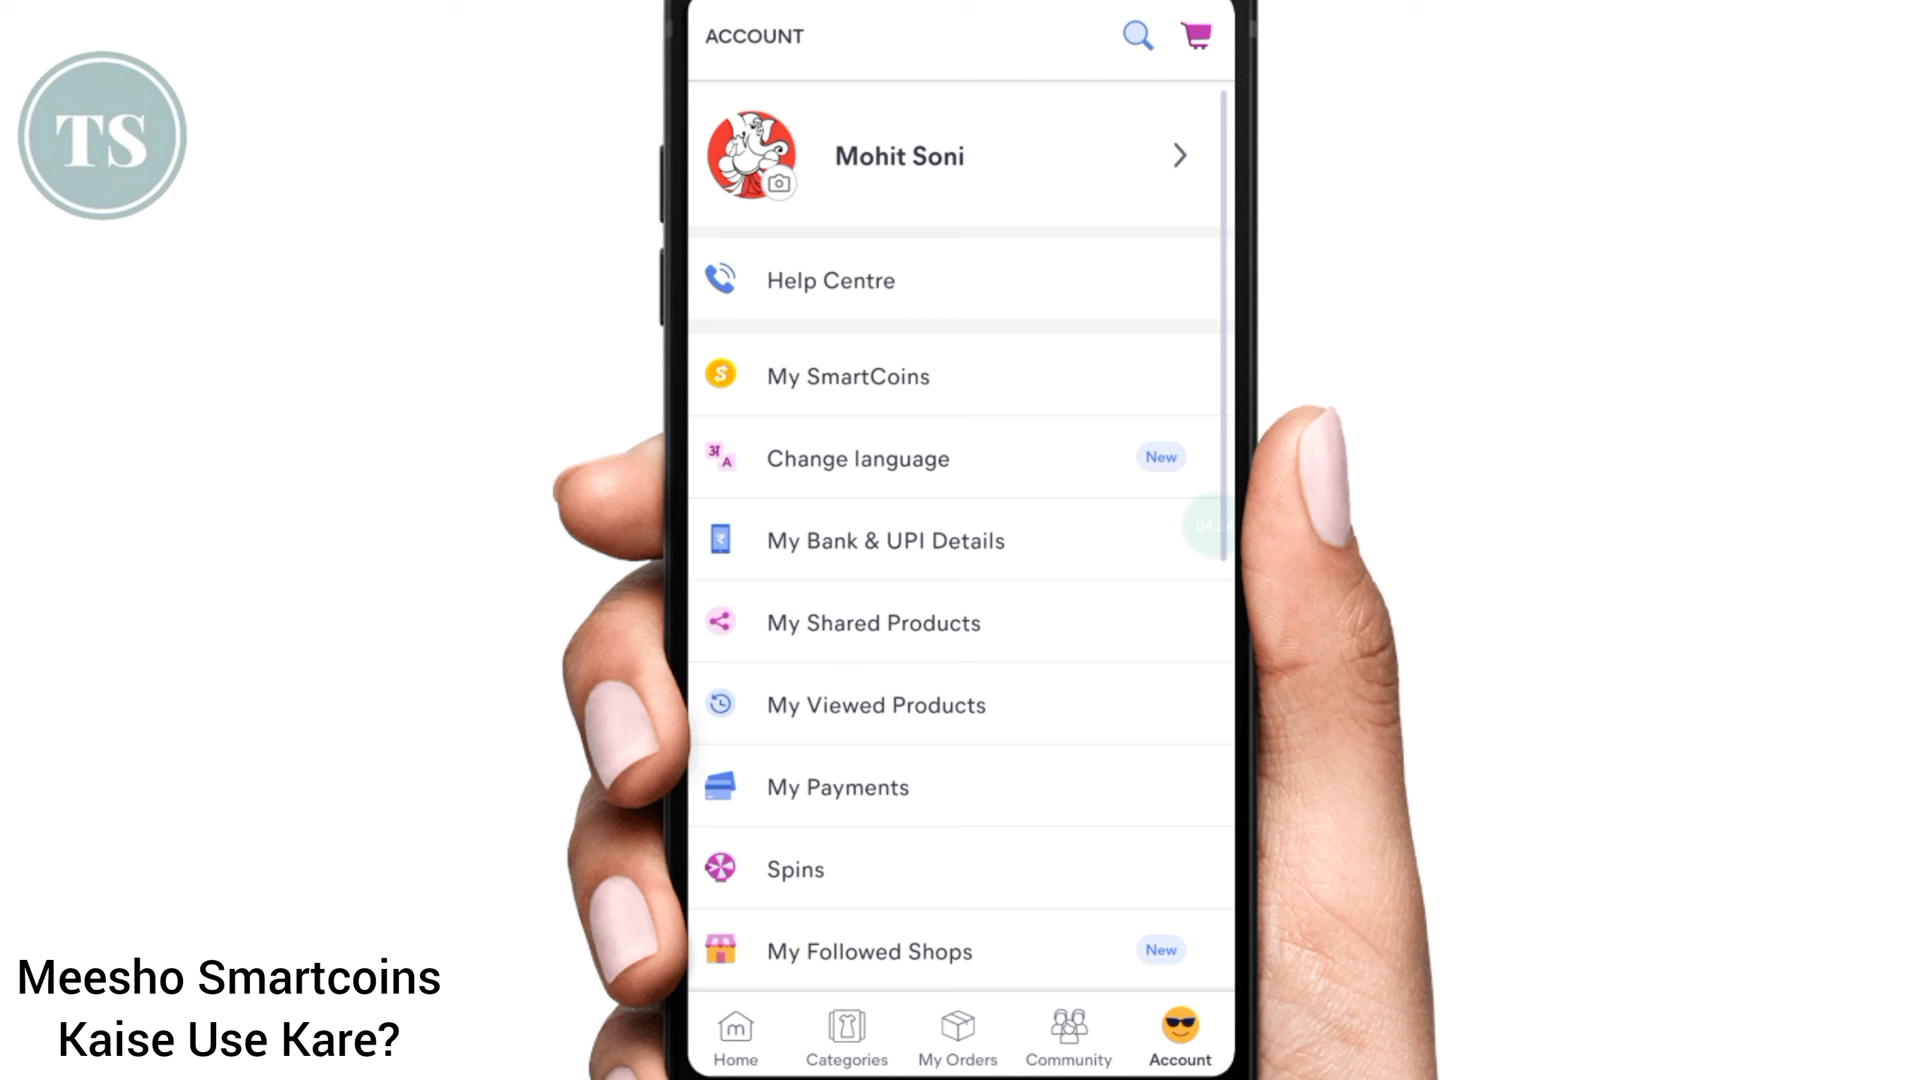 TS
ACCOUNT
Mohit Soni
Help Centre
My SmartCoins
अ
A
Change language
New
My Bank & UPI Details
My Shared Products
My Viewed Products
My Payments
Spins
My Followed Shops
New
Home
Categories
My Orders
Community
Account
Meesho Smartcoins
Kaise Use Kare?